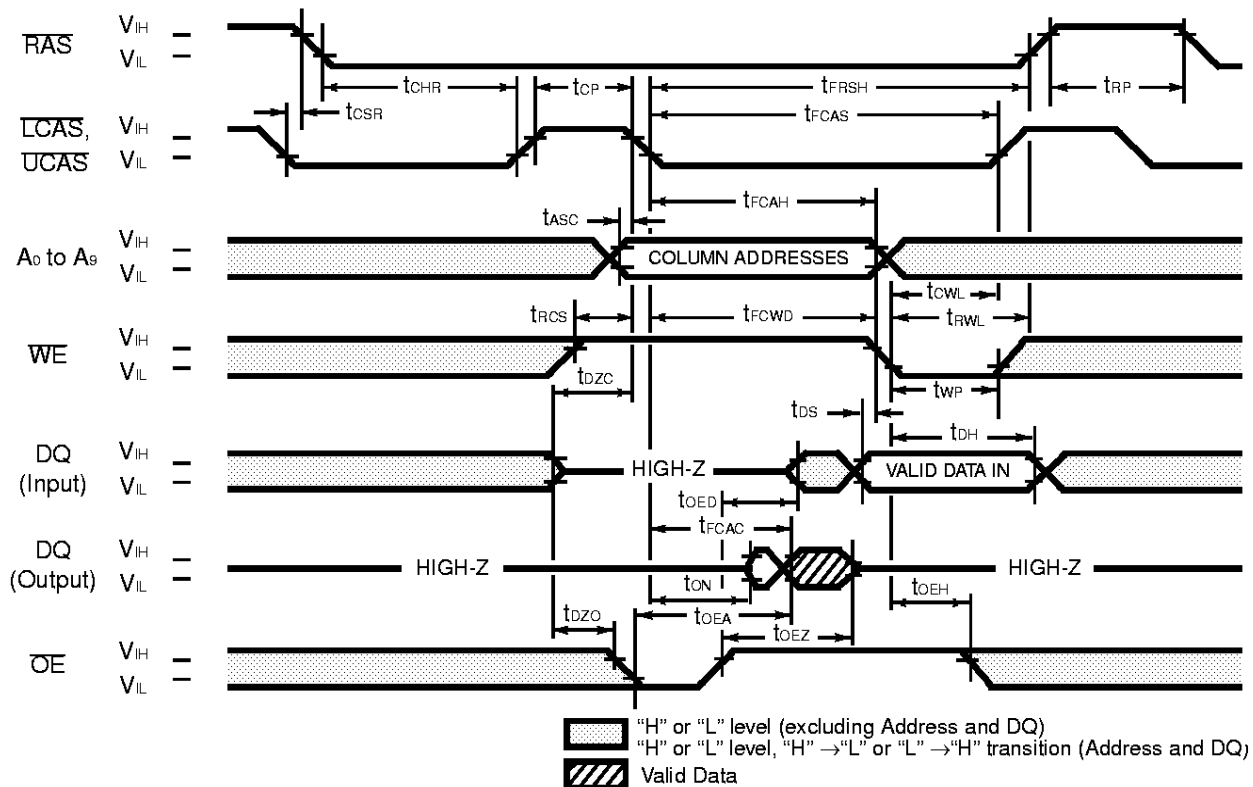 RAS
VIH
VIL
tCHR
tCP
tFRSH
tRP
tCSR
tFCAS
LCAS,
UCAS
VIH
VIL
tFCAH
tASC
A0 to A9
VIH
VIL
COLUMN ADDRESSES
tCWL
tRCS
tFCWD
tRWL
WE
VIH
VIL
tDZC
tWP
tDS
tDH
DQ
(Input)
VIH
VIL
HIGH-Z
VALID DATA IN
tOED
tFCAC
DQ
(Output)
VIH
VIL
HIGH-Z
HIGH-Z
tON
tOEH
tDZO
tOEA
tOEZ
OE
VIH
VIL
“H” or “L” level (excluding Address and DQ)
“H” or “L” level, “H” →“L” or “L” →“H” transition (Address and DQ)
Valid Data